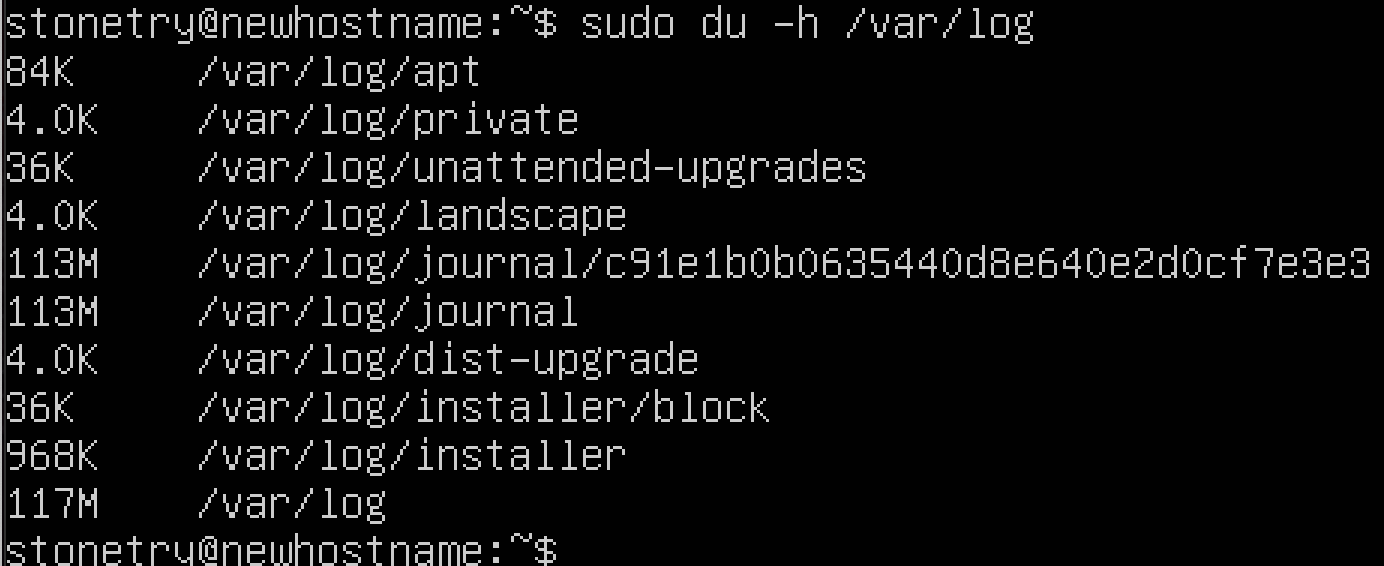 stonetry@newhostname:~$ sudo du -h /var/log
84K /var/log/apt
4.0K /var/log/private
36K /var/log/unattended-upgrades
4.0K /var/log/landscape
113M /var/log/journal/c91e1b0b0635440d8e640e2d0cf7e3e3
113M /var/log/journal
4.0K /var/log/dist-upgrade
36K /var/log/installer/block
968K /var/log/installer
117M /var/log
stonetry@newhostname:~$